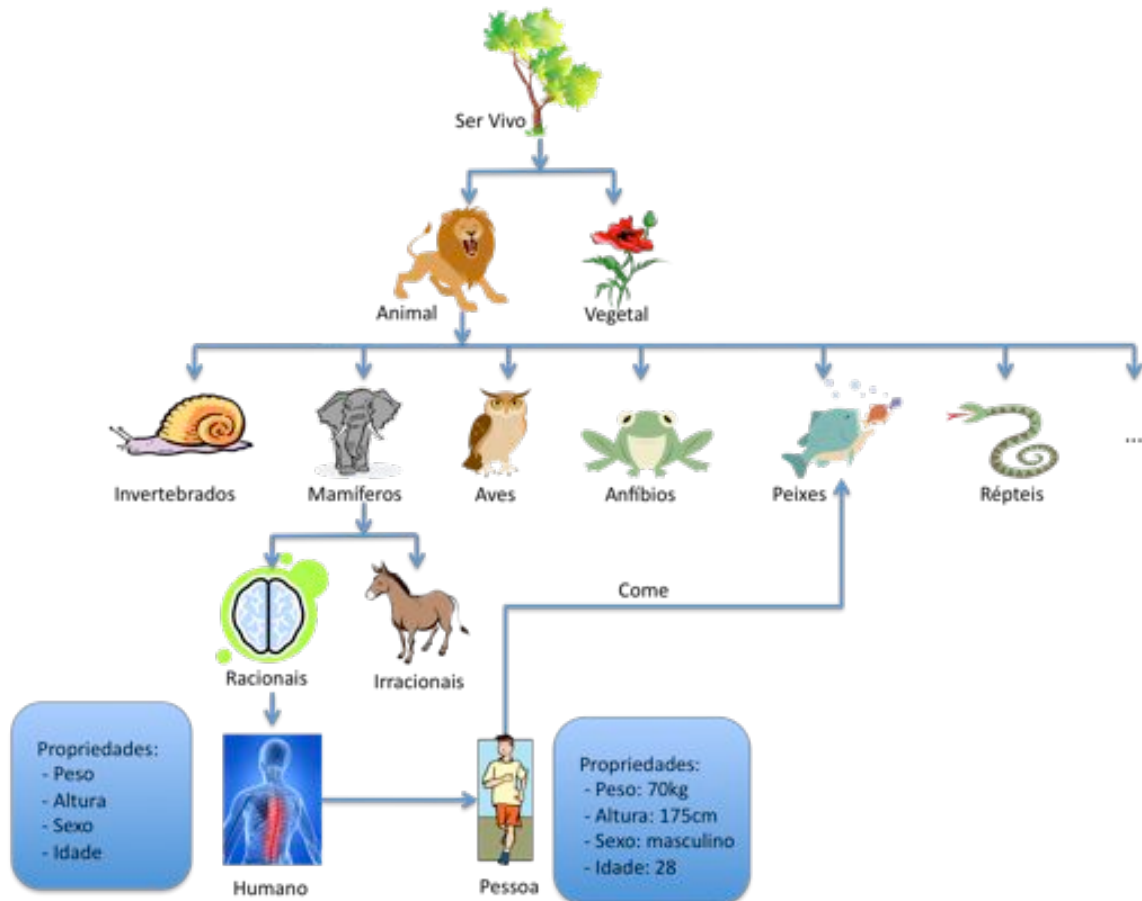 Ser Vivo
Animal
Vegetal
Invertebrados
Mamíferos
Aves
Anfíbios
Peixes
Répteis
...
Come
Racionais
Irracionais
Propriedades:
- Peso
- Altura
- Sexo
- Idade
Humano
Pessoa
Propriedades:
- Peso: 70kg
- Altura: 175cm
- Sexo: masculino
- Idade: 28